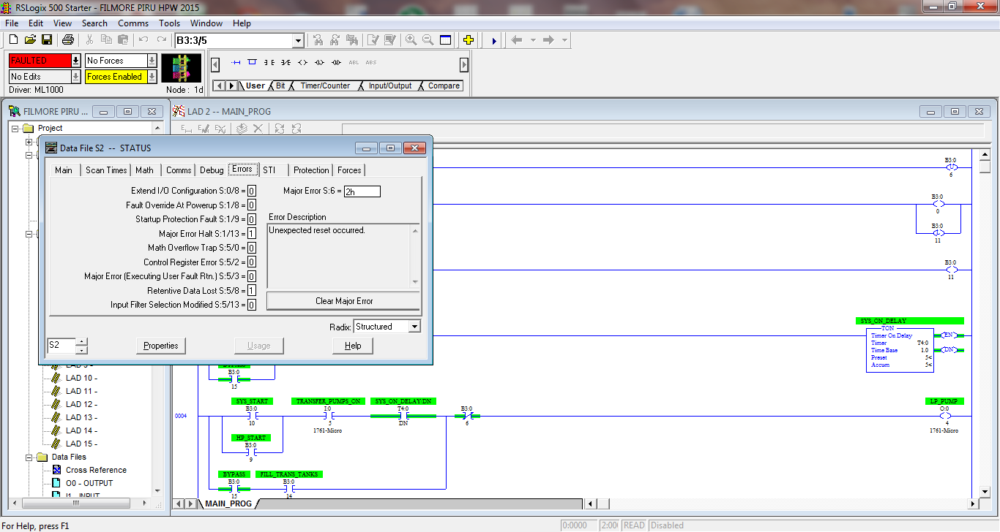 RSLogix 500 Starter - FILMORE PIRU HPW 2015
File Edit View Search Comms Tools Window Help
B3:3/5
FAULTED No Forces
No Edits Forces Enabled
Driver: ML1000 Node : 1d
ABL ABS
User Bit Timer/Counter Input/Output Compare
FILMORE PIRU ...
Project
LAD 2 -- MAIN_PROG
Data File S2 -- STATUS
Main Scan Times Math Comms Debug Errors STI Protection Forces
Extend I/O Configuration S:0/8 = 0
Fault Override At Powerup S:1/8 = 0
Startup Protection Fault S:1/9 = 0
Major Error Halt S:1/13 = 1
Math Overflow Trap S:5/0 = 0
Control Register Error S:5/2 = 0
Major Error (Executing User Fault Rtn.) S:5/3 = 0
Retentive Data Lost S:5/8 = 1
Input Filter Selection Modified S:5/13 = 0
Major Error S:6 = 2h
Error Description
Unexpected reset occurred.
Clear Major Error
Radix: Structured
S2 Properties Usage Help
LAD 10 -
LAD 11 -
LAD 12 -
LAD 13 -
LAD 14 -
LAD 15 -
Data Files
Cross Reference
O0 - OUTPUT
I1 - INPUT
B3:0
U
6
B3:0
0
B3:0
L
11
B3:0
11
SYS_ON_DELAY
TON
Timer On Delay EN
Timer T4:0
Time Base 1.0 DN
Preset 5<
Accum 5<
B3:0
15
0004
SYS_START TRANSFER_PUMPS_ON SYS_ON_DELAY/DN LP_PUMP
B3:0 I:0 T4:0 B3:0 O:0
10 5 DN 6 4
1761-Micro 1761-Micro
HP_START
B3:0
9
BYPASS FILL_TRANS_TANKS
B3:0 B3:0
15 14
MAIN_PROG
For Help, press F1
0:0000 2:00 READ Disabled